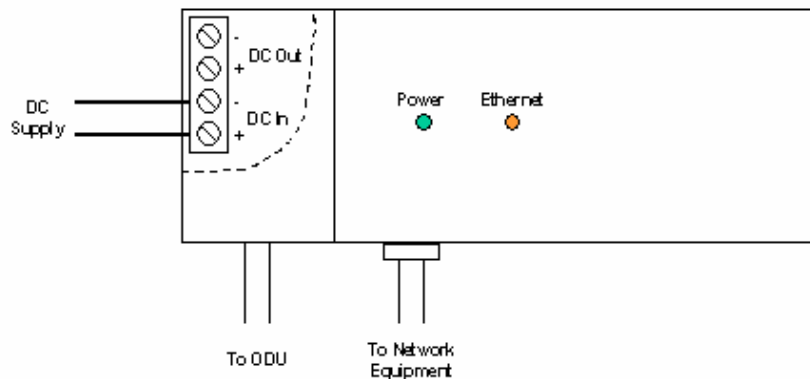 -
DC Out
+
-
DC In
+
DC
Supply
Power
Ethernet
To ODU
To Network
Equipment